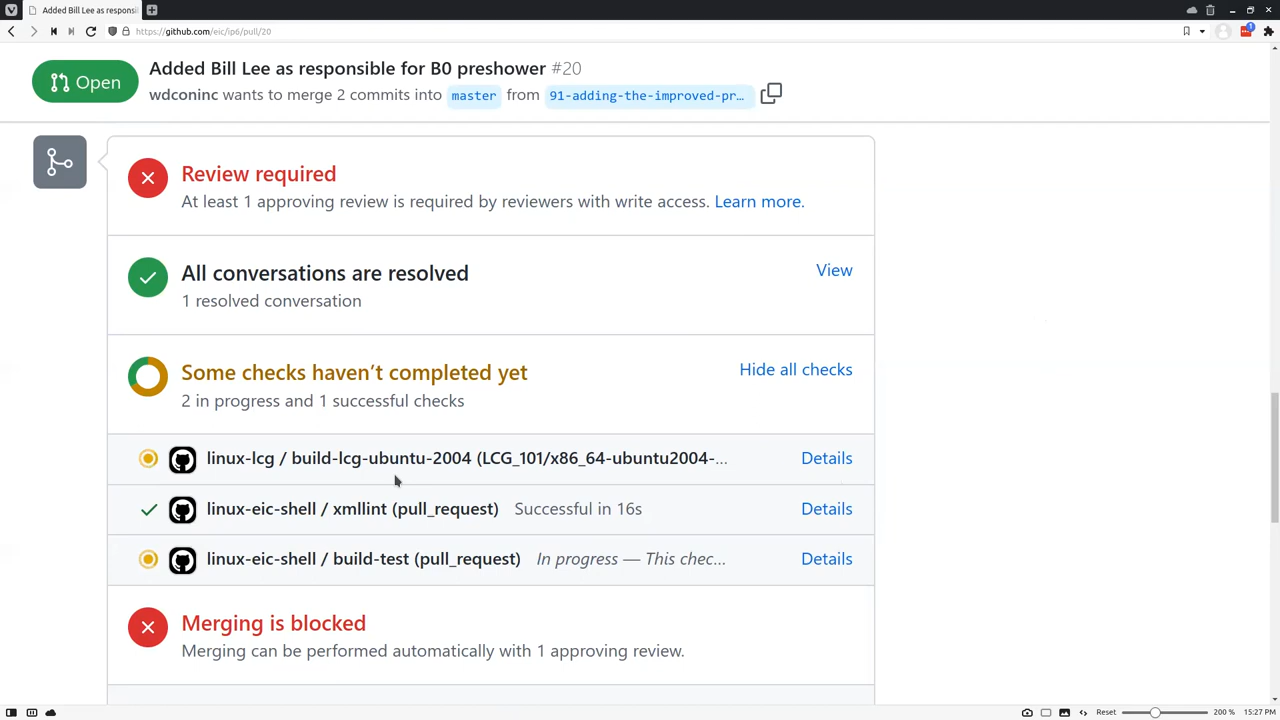 Added Bill Lee as responsi
https://github.com/eic/ip6/pull/20
1
Open
Added Bill Lee as responsible for B0 preshower #20
wdconinc wants to merge 2 commits into master from 91-adding-the-improved-pr…
Review required
At least 1 approving review is required by reviewers with write access. Learn more.
All conversations are resolved
View
1 resolved conversation
Some checks haven’t completed yet
Hide all checks
2 in progress and 1 successful checks
linux-lcg / build-lcg-ubuntu-2004 (LCG_101/x86_64-ubuntu2004-…
Details
linux-eic-shell / xmllint (pull_request) Successful in 16s
Details
linux-eic-shell / build-test (pull_request) In progress — This chec…
Details
Merging is blocked
Merging can be performed automatically with 1 approving review.
Reset 200 % 15:27 PM